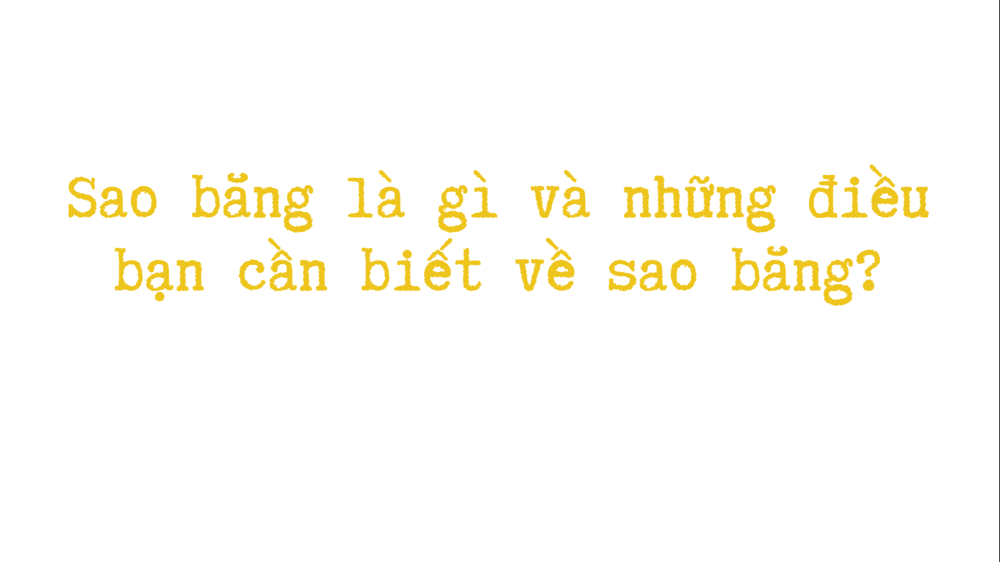 Sao băng là gì và những điều
bạn cần biết về sao băng?